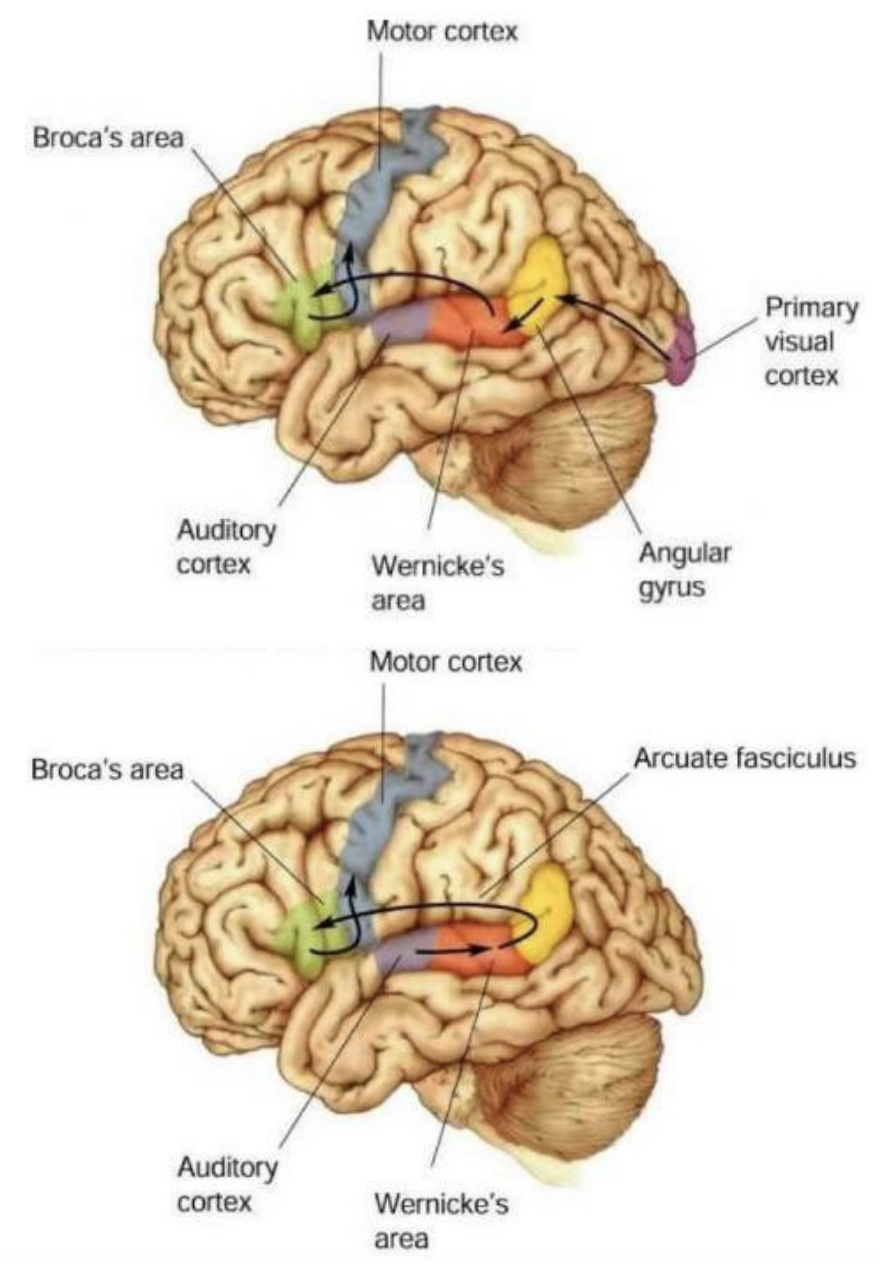 Motor cortex
Broca's area
Primary
visual
cortex
Auditory
cortex
Wernicke's
area
Angular
gyrus
Motor cortex
Broca's area
Arcuate fasciculus
Auditory
cortex
Wernicke's
area